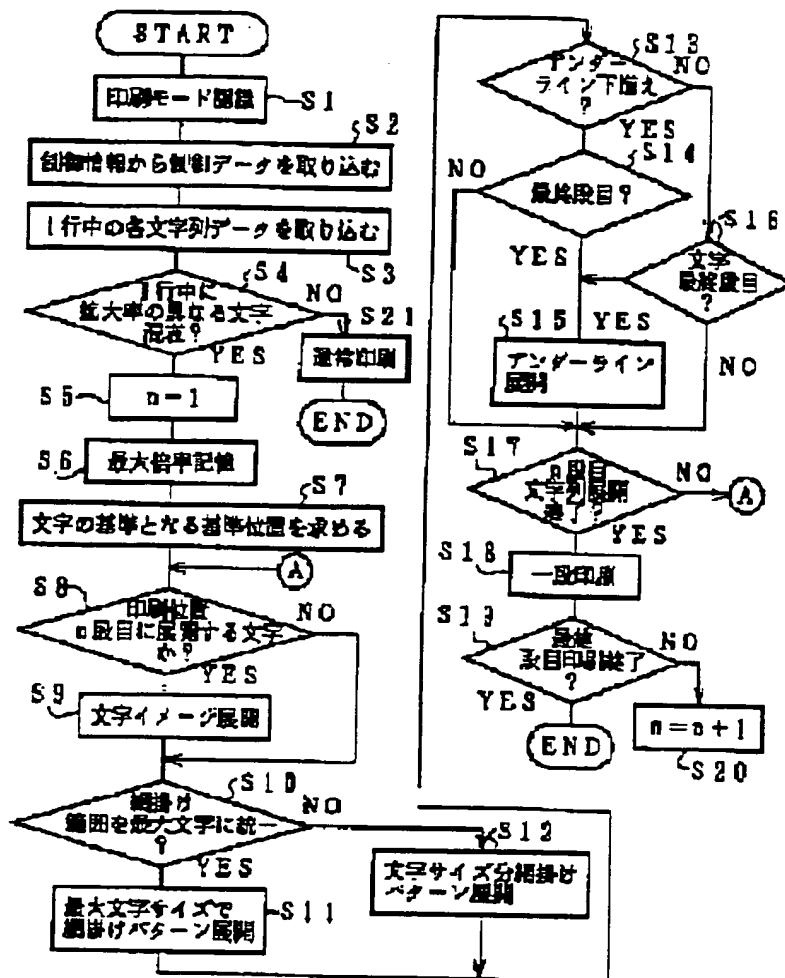 START
印刷モード認識
S1
S2
制御情報から制御データを取り込む
1行中の各文字列データを取り込む
S3
S4
1行中に
拡大率の異なる文字
混在?
NO
S21
YES
通常印刷
END
S5
n=1
S6
最大倍率記憶
S7
文字の基準となる基準位置を求める
A
S8
印刷位置
n段目に展開する文字
か?
NO
YES
S9
文字イメージ展開
S10
網掛け
範囲を最大文字に統一
?
NO
YES
S12
文字サイズ分網掛け
パターン展開
最大文字サイズで
網掛けパターン展開
S11
S13
アンダー
ライン下揃え
?
NO
YES
S14
NO
最終段目?
YES
S16
文字
最終段目
?
S15
YES
アンダーライン
展開
NO
S17
n段目
文字列展開
NO
A
YES
S18
一段印刷
S19
最終
段目印刷終了
?
NO
YES
END
n=n+1
S20